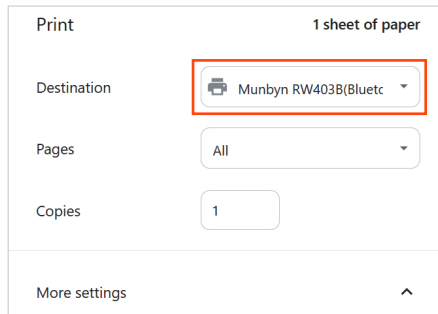 Print 1 sheet of paper
Destination Munbyn RW403B(Bluetc
Pages All
Copies 1
More settings